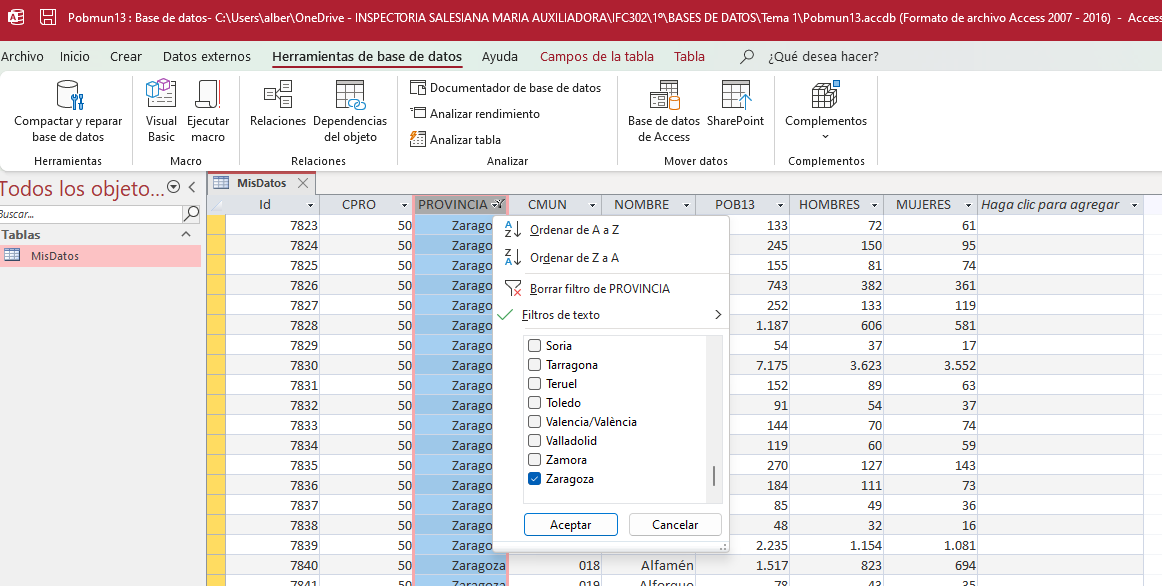 Pobmun13 : Base de datos- C:\Users\alber\OneDrive - INSPECTORIA SALESIANA MARIA AUXILIADORA\IFC302\1º\BASES DE DATOS\Tema 1\Pobmun13.accdb (Formato de archivo Access 2007 - 2016) - Access
Archivo Inicio Crear Datos externos Herramientas de base de datos Ayuda Campos de la tabla Tabla ¿Qué desea hacer?
Compactar y reparar base de datos
Herramientas
Visual Basic
Ejecutar macro
Macro
Relaciones
Dependencias del objeto
Relaciones
Documentador de base de datos
Analizar rendimiento
Analizar tabla
Analizar
Base de datos de Access
SharePoint
Mover datos
Complementos
Complementos
Todos los objeto...
Buscar...
Tablas
MisDatos
MisDatos
Id CPRO PROVINCIA CMUN NOMBRE POB13 HOMBRES MUJERES Haga clic para agregar
7823 50 Zarago 133 72 61
7824 50 Zarago 245 150 95
7825 50 Zarago 155 81 74
7826 50 Zarago 743 382 361
7827 50 Zarago 252 133 119
7828 50 Zarago 1.187 606 581
7829 50 Zarago 54 37 17
7830 50 Zarago 7.175 3.623 3.552
7831 50 Zarago 152 89 63
7832 50 Zarago 91 54 37
7833 50 Zarago 144 70 74
7834 50 Zarago 119 60 59
7835 50 Zarago 270 127 143
7836 50 Zarago 184 111 73
7837 50 Zarago 85 49 36
7838 50 Zarago 48 32 16
7839 50 Zarago 2.235 1.154 1.081
7840 50 Zaragoza 018 Alfamén 1.517 823 694
7841 50 Zaragoza 019 Alforque 78 43 35
Ordenar de A a Z
Ordenar de Z a A
Borrar filtro de PROVINCIA
Filtros de texto
Soria
Tarragona
Teruel
Toledo
Valencia/València
Valladolid
Zamora
Zaragoza
Aceptar Cancelar